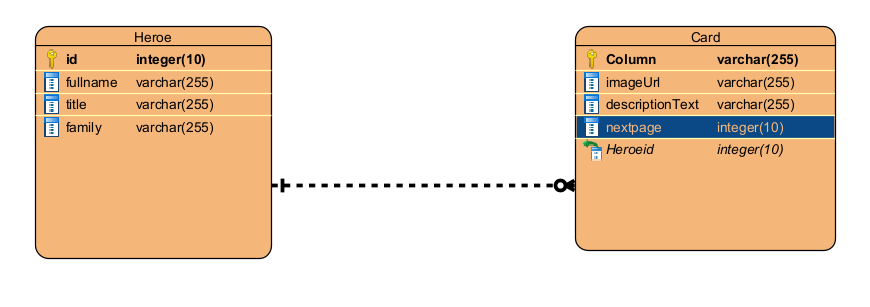 Heroe
id integer(10)
fullname varchar(255)
title varchar(255)
family varchar(255)
Card
Column varchar(255)
imageUrl varchar(255)
descriptionText varchar(255)
nextpage integer(10)
Heroeid integer(10)